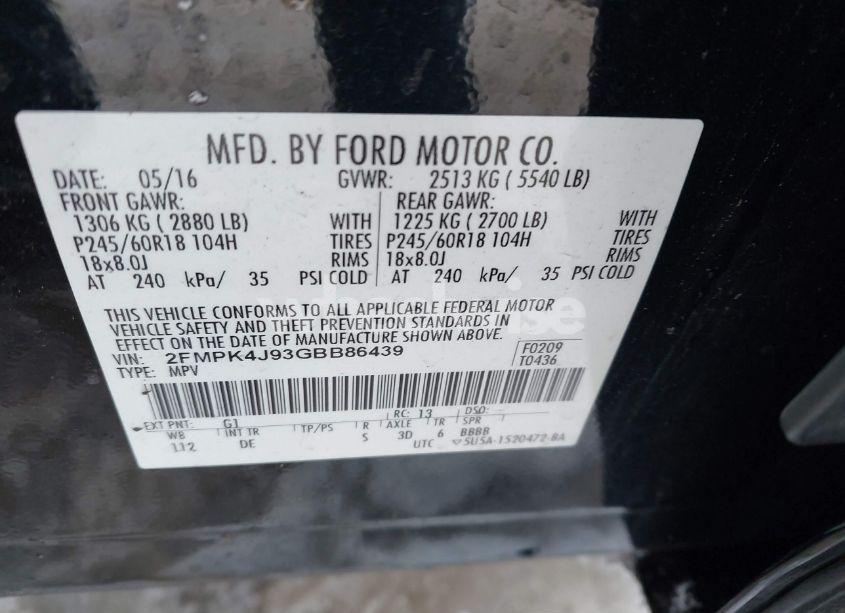 MFD. BY FORD MOTOR CO.
DATE: 05/16 GVWR: 2513 KG ( 5540 LB)
FRONT GAWR: REAR GAWR:
1306 KG ( 2880 LB) WITH 1225 KG ( 2700 LB) WITH
P245/60R18 104H TIRES P245/60R18 104H TIRES
18x8.0J RIMS 18x8.0J RIMS
AT 240 kPa/ 35 PSI COLD AT 240 kPa/ 35 PSI COLD
THIS VEHICLE CONFORMS TO ALL APPLICABLE FEDERAL MOTOR
VEHICLE SAFETY AND THEFT PREVENTION STANDARDS IN
EFFECT ON THE DATE OF MANUFACTURE SHOWN ABOVE.
VIN: 2FMPK4J93GBB86439 F0209
TYPE: MPV T0436
EXT PNT: G1 RC: 13 DSO:
WB INT TR TP/PS R AXLE TR SPR
112 DE S 3D 6 BBBB
UTC ▽5U5A-1520472-BA